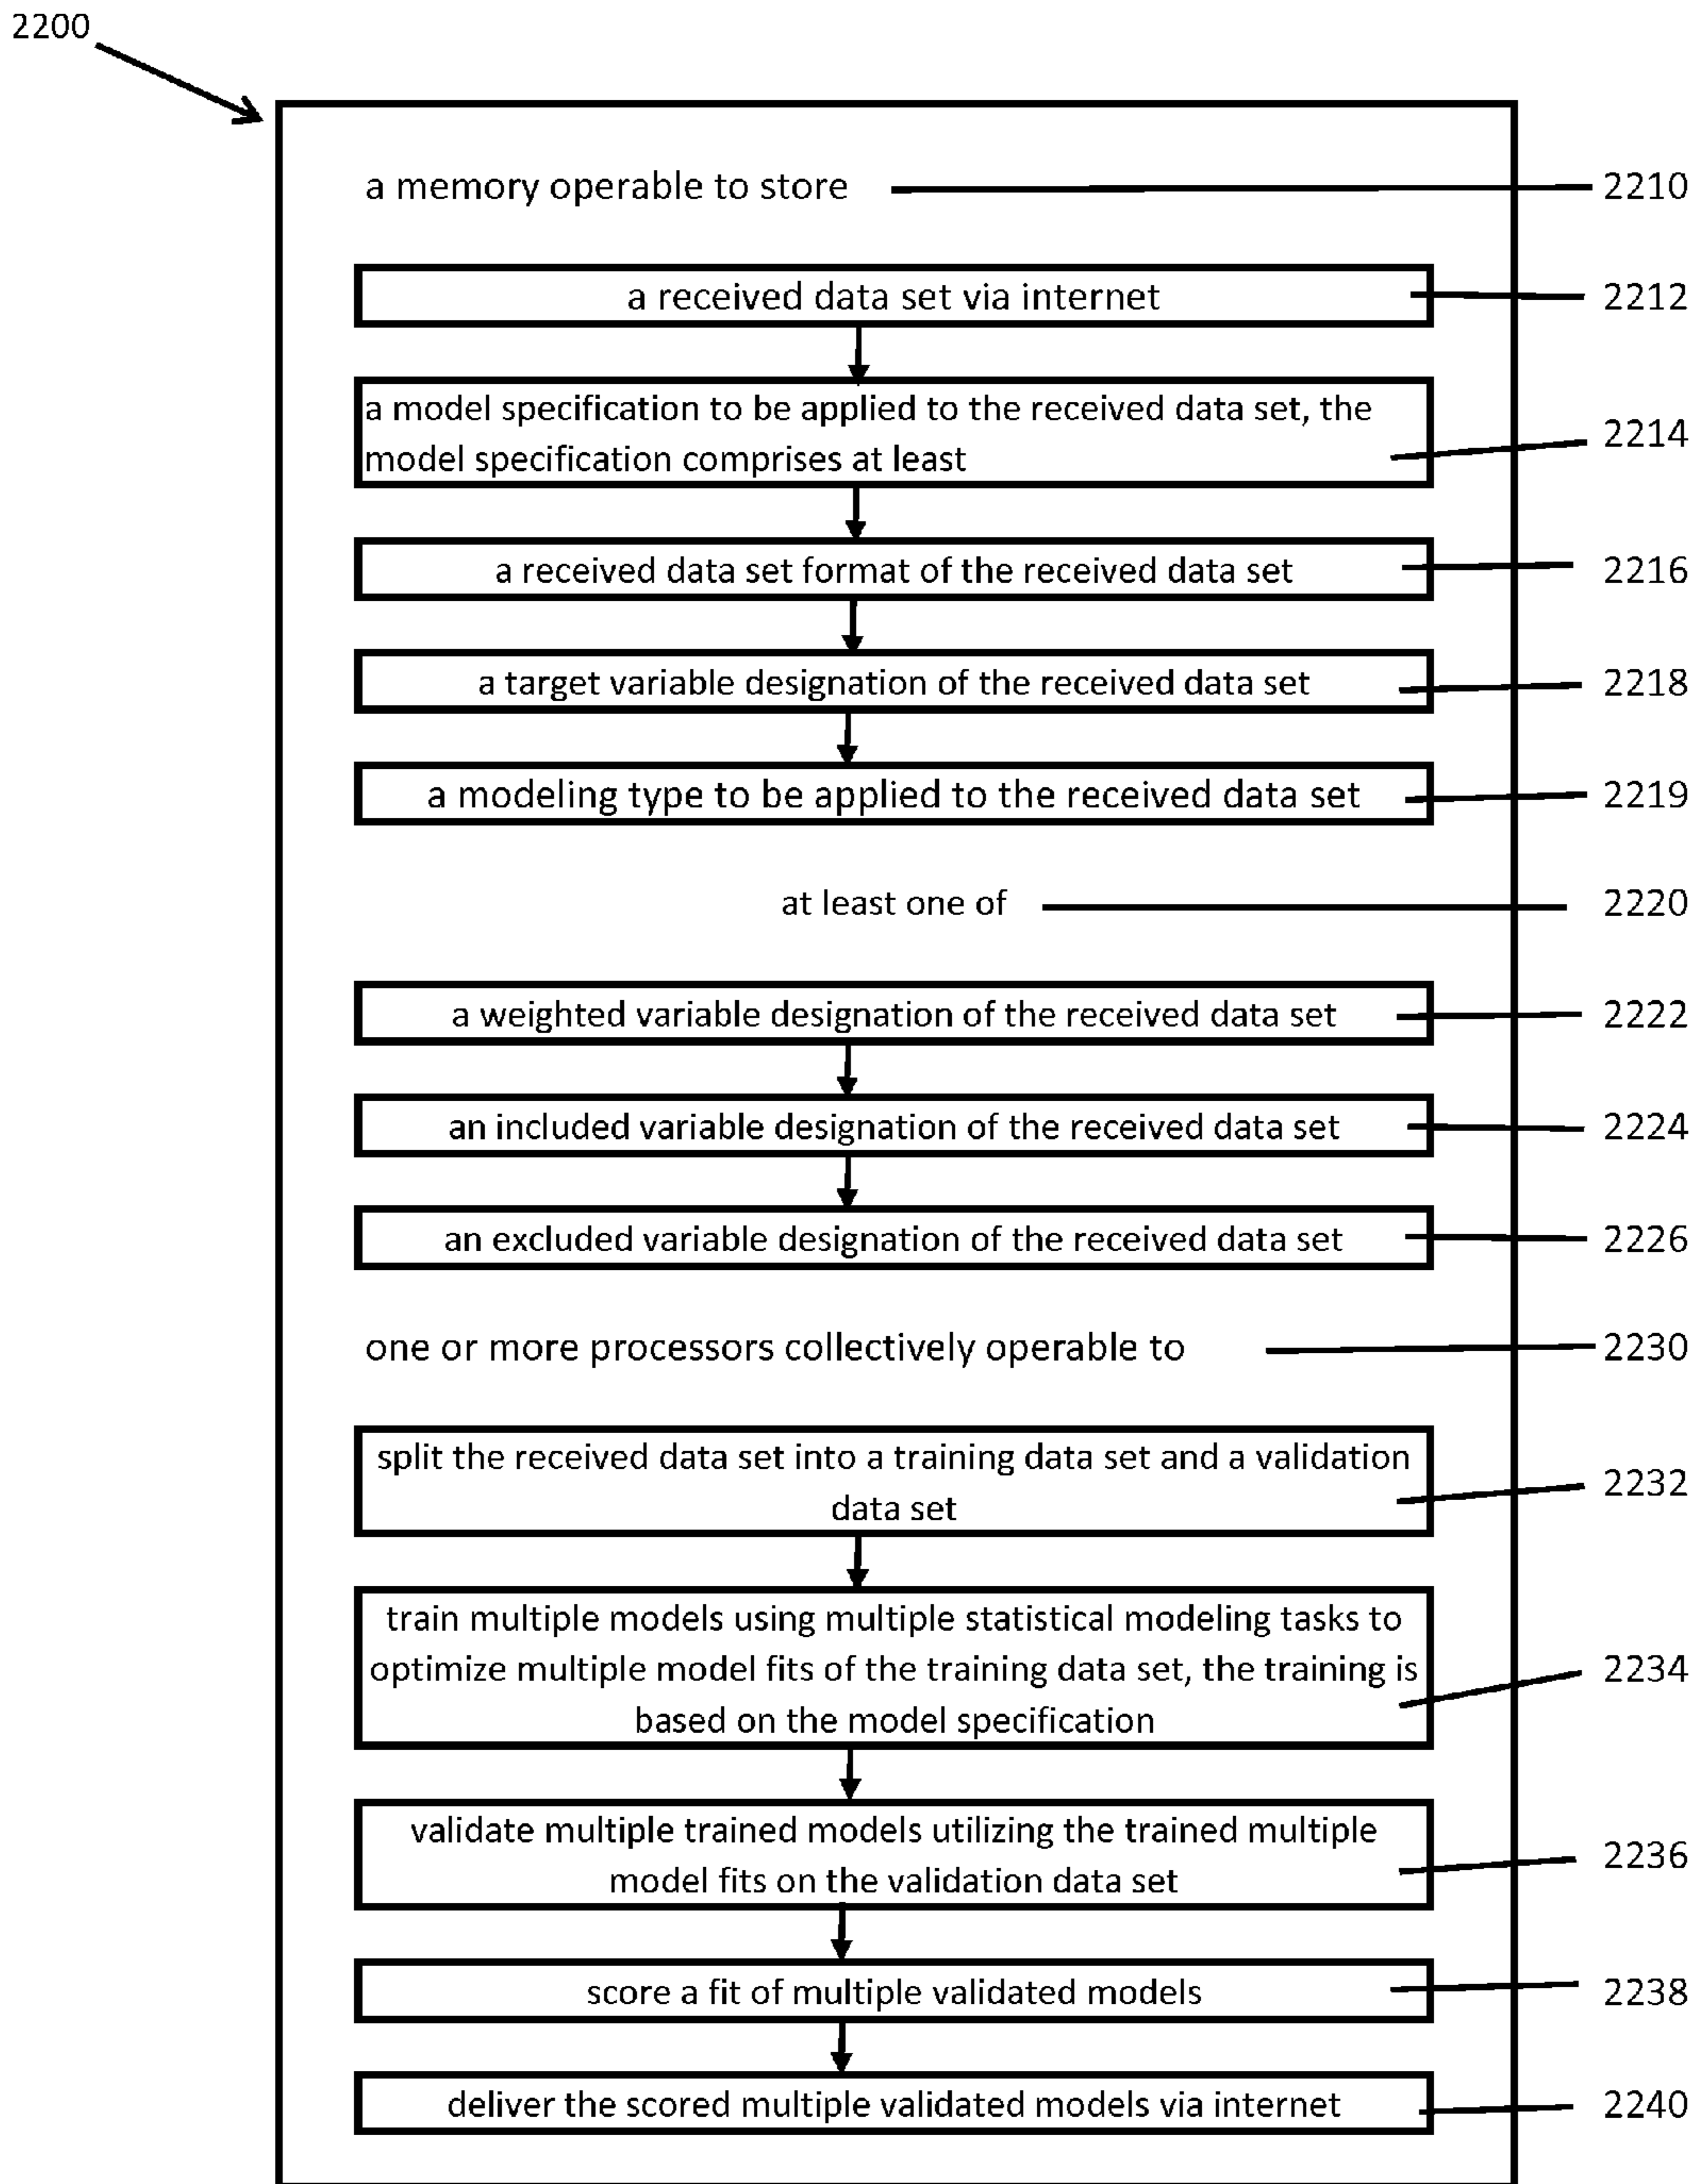 2200
a memory operable to store 2210
a received data set via internet 2212
a model specification to be applied to the received data set, the
model specification comprises at least 2214
a received data set format of the received data set 2216
a target variable designation of the received data set 2218
a modeling type to be applied to the received data set 2219
at least one of 2220
a weighted variable designation of the received data set 2222
an included variable designation of the received data set 2224
an excluded variable designation of the received data set 2226
one or more processors collectively operable to 2230
split the received data set into a training data set and a validation
data set 2232
train multiple models using multiple statistical modeling tasks to
optimize multiple model fits of the training data set, the training is 2234
based on the model specification
validate multiple trained models utilizing the trained multiple
model fits on the validation data set 2236
score a fit of multiple validated models 2238
deliver the scored multiple validated models via internet 2240